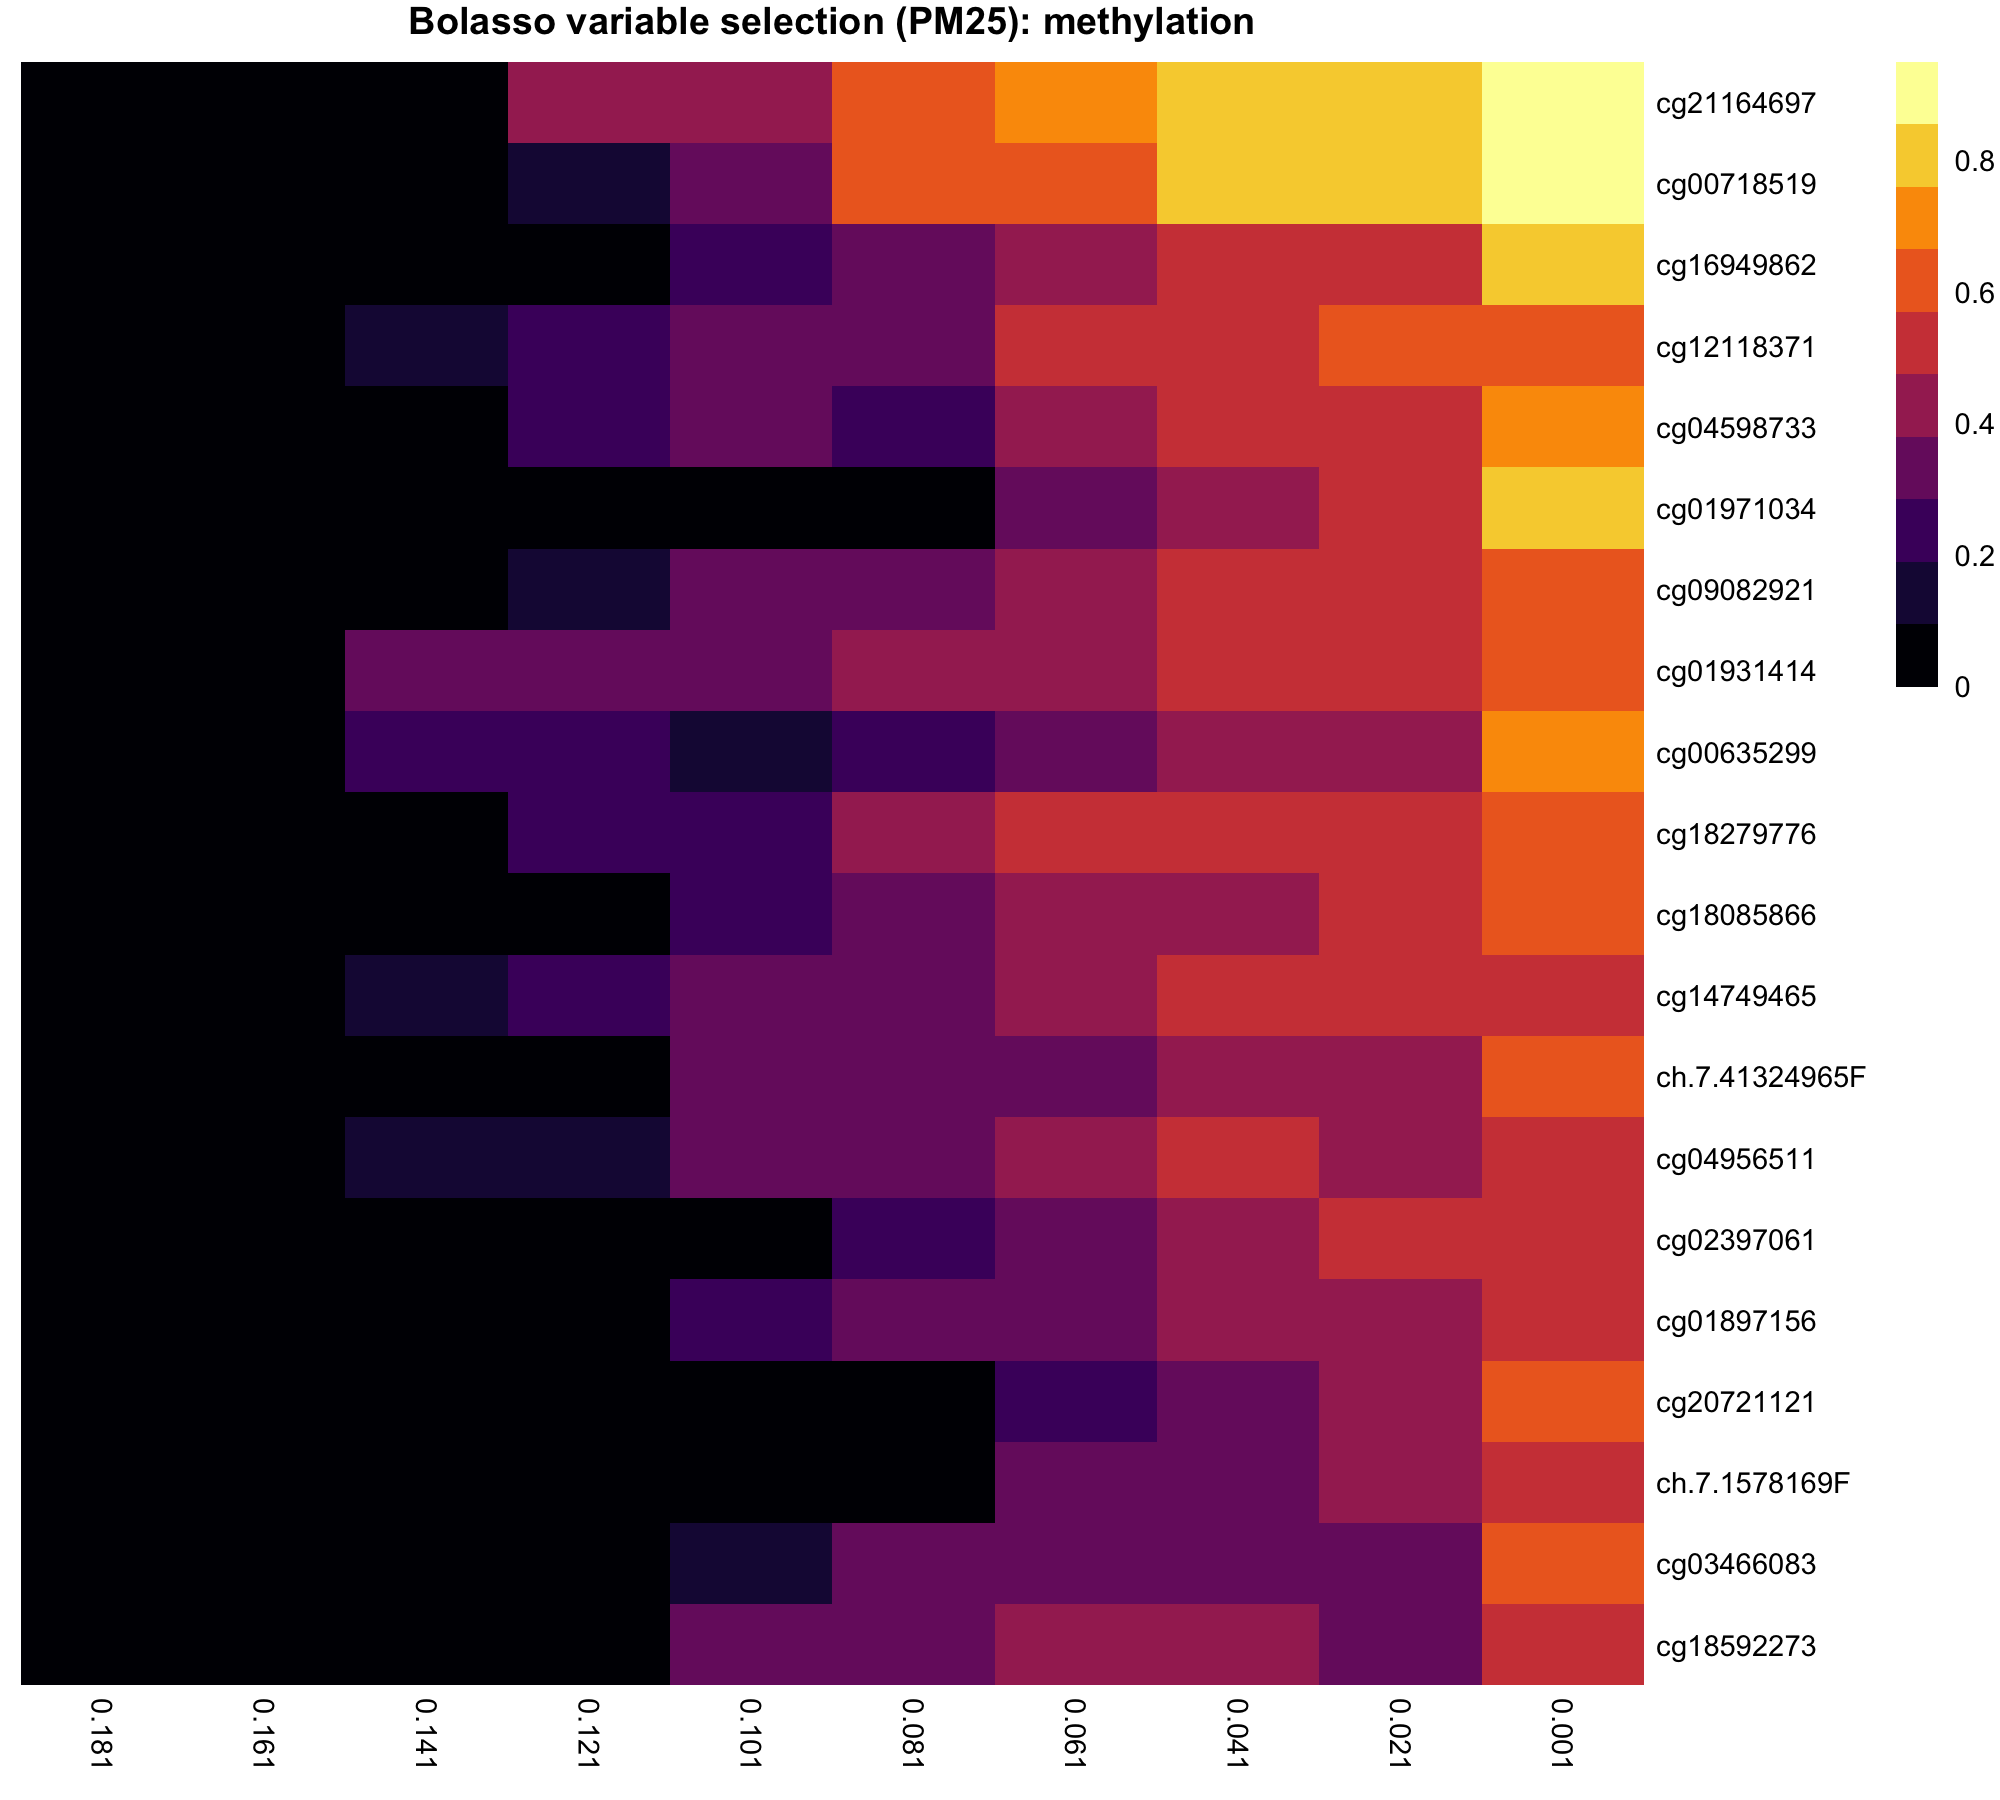 Bolasso variable selection (PM25): methylation
cg21164697
cg00718519
cg16949862
cg12118371
cg04598733
cg01971034
cg09082921
cg01931414
cg00635299
cg18279776
cg18085866
cg14749465
ch.7.41324965F
cg04956511
cg02397061
cg01897156
cg20721121
ch.7.1578169F
cg03466083
cg18592273
0.8
0.6
0.4
0.2
0
0.181
0.161
0.141
0.121
0.101
0.081
0.061
0.041
0.021
0.001